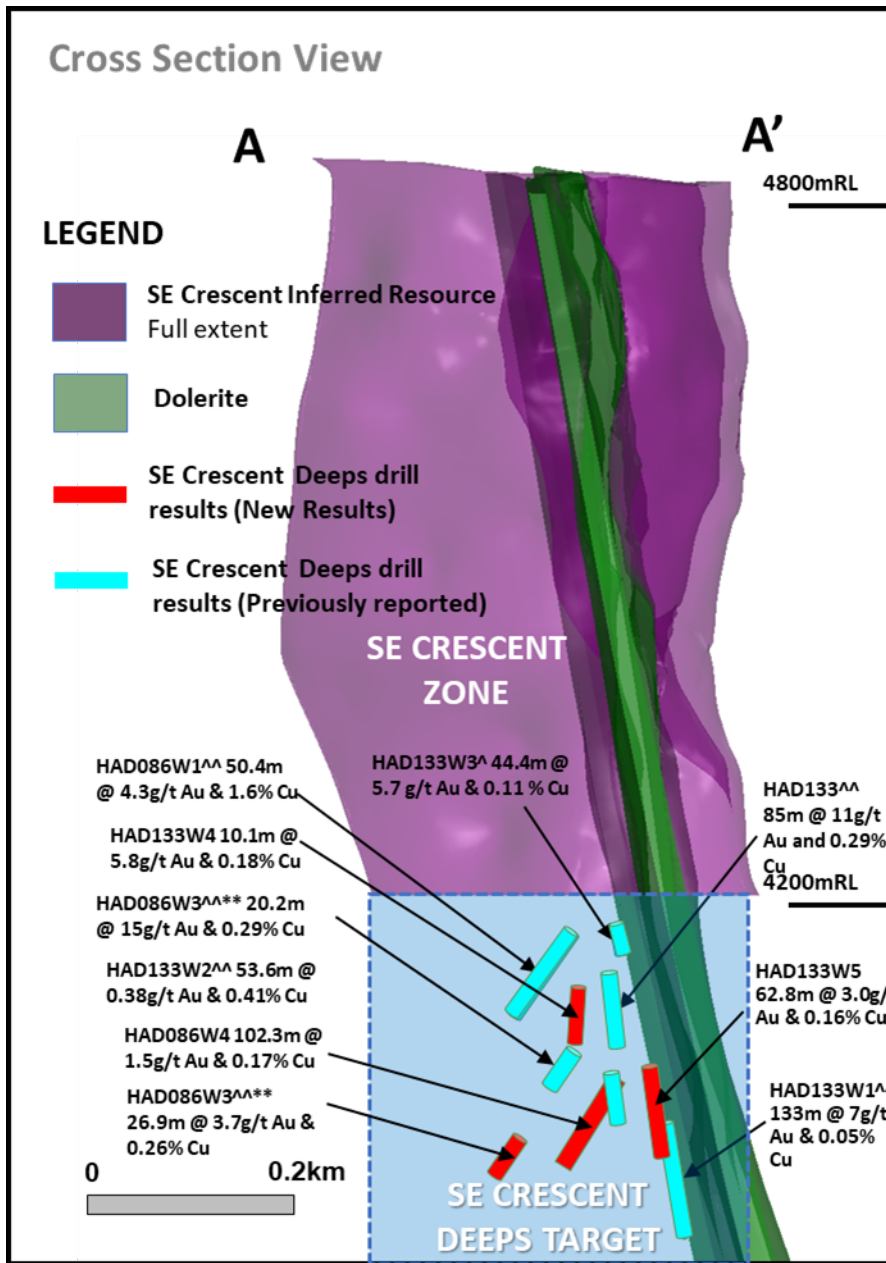 Cross Section View
A
A'
4800mRL
LEGEND
SE Crescent Inferred Resource
Full extent
Dolerite
SE Crescent Deeps drill
results (New Results)
SE Crescent Deeps drill
results (Previously reported)
SE CRESCENT
ZONE
HAD086W1^^ 50.4m
@ 4.3g/t Au & 1.6% Cu
HAD133W3^ 44.4m @
5.7 g/t Au & 0.11 % Cu
HAD133^^
85m @ 11g/t
Au and 0.29%
Cu
4200mRL
HAD133W4 10.1m @
5.8g/t Au & 0.18% Cu
HAD086W3^^** 20.2m
@ 15g/t Au & 0.29% Cu
HAD133W2^^ 53.6m @
0.38g/t Au & 0.41% Cu
HAD133W5
62.8m @ 3.0g/
Au & 0.16% Cu
HAD086W4 102.3m @
1.5g/t Au & 0.17% Cu
HAD086W3^^**
26.9m @ 3.7g/t Au &
0.26% Cu
HAD133W1^^
133m @ 7g/t
Au & 0.05%
Cu
0
0.2km
SE CRESCENT
DEEPS TARGET